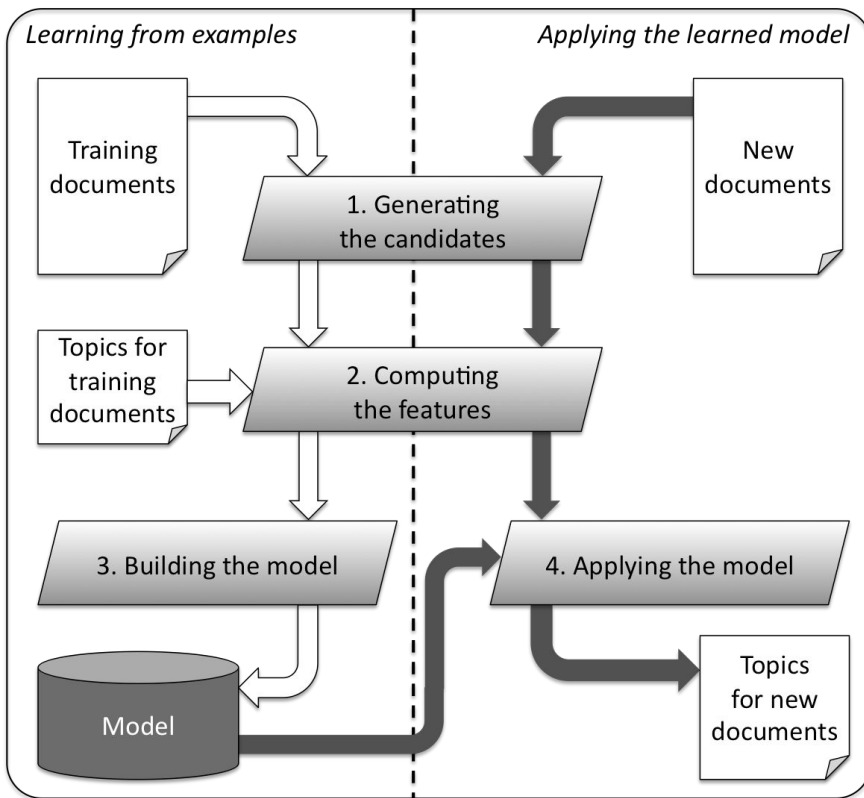 Learning from examples
Applying the learned model
Training
documents
New
documents
1. Generating
the candidates
Topics for
training
documents
2. Computing
the features
3. Building the model
4. Applying the model
Model
Topics
for new
documents